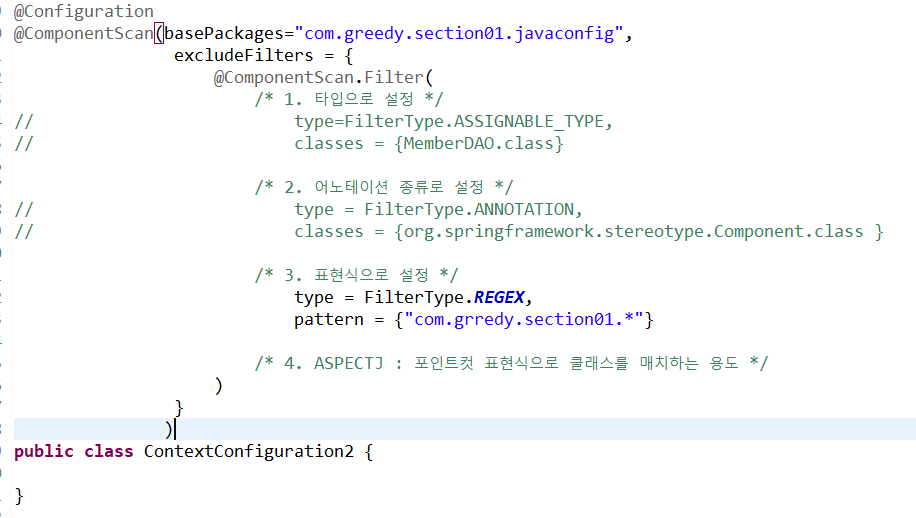 @Configuration
@ComponentScan(basePackages="com.greedy.section01.javaconfig",
excludeFilters = {
@ComponentScan.Filter(
/* 1. 타입으로 설정 */
// type=FilterType.ASSIGNABLE_TYPE,
// classes = {MemberDAO.class}
/* 2. 어노테이션 종류로 설정 */
// type = FilterType.ANNOTATION,
// classes = {org.springframework.stereotype.Component.class }
/* 3. 표현식으로 설정 */
type = FilterType.REGEX,
pattern = {"com.grredy.section01.*"}
/* 4. ASPECTJ : 포인트컷 표현식으로 클래스를 매치하는 용도 */
)
}
)
public class ContextConfiguration2 {
}